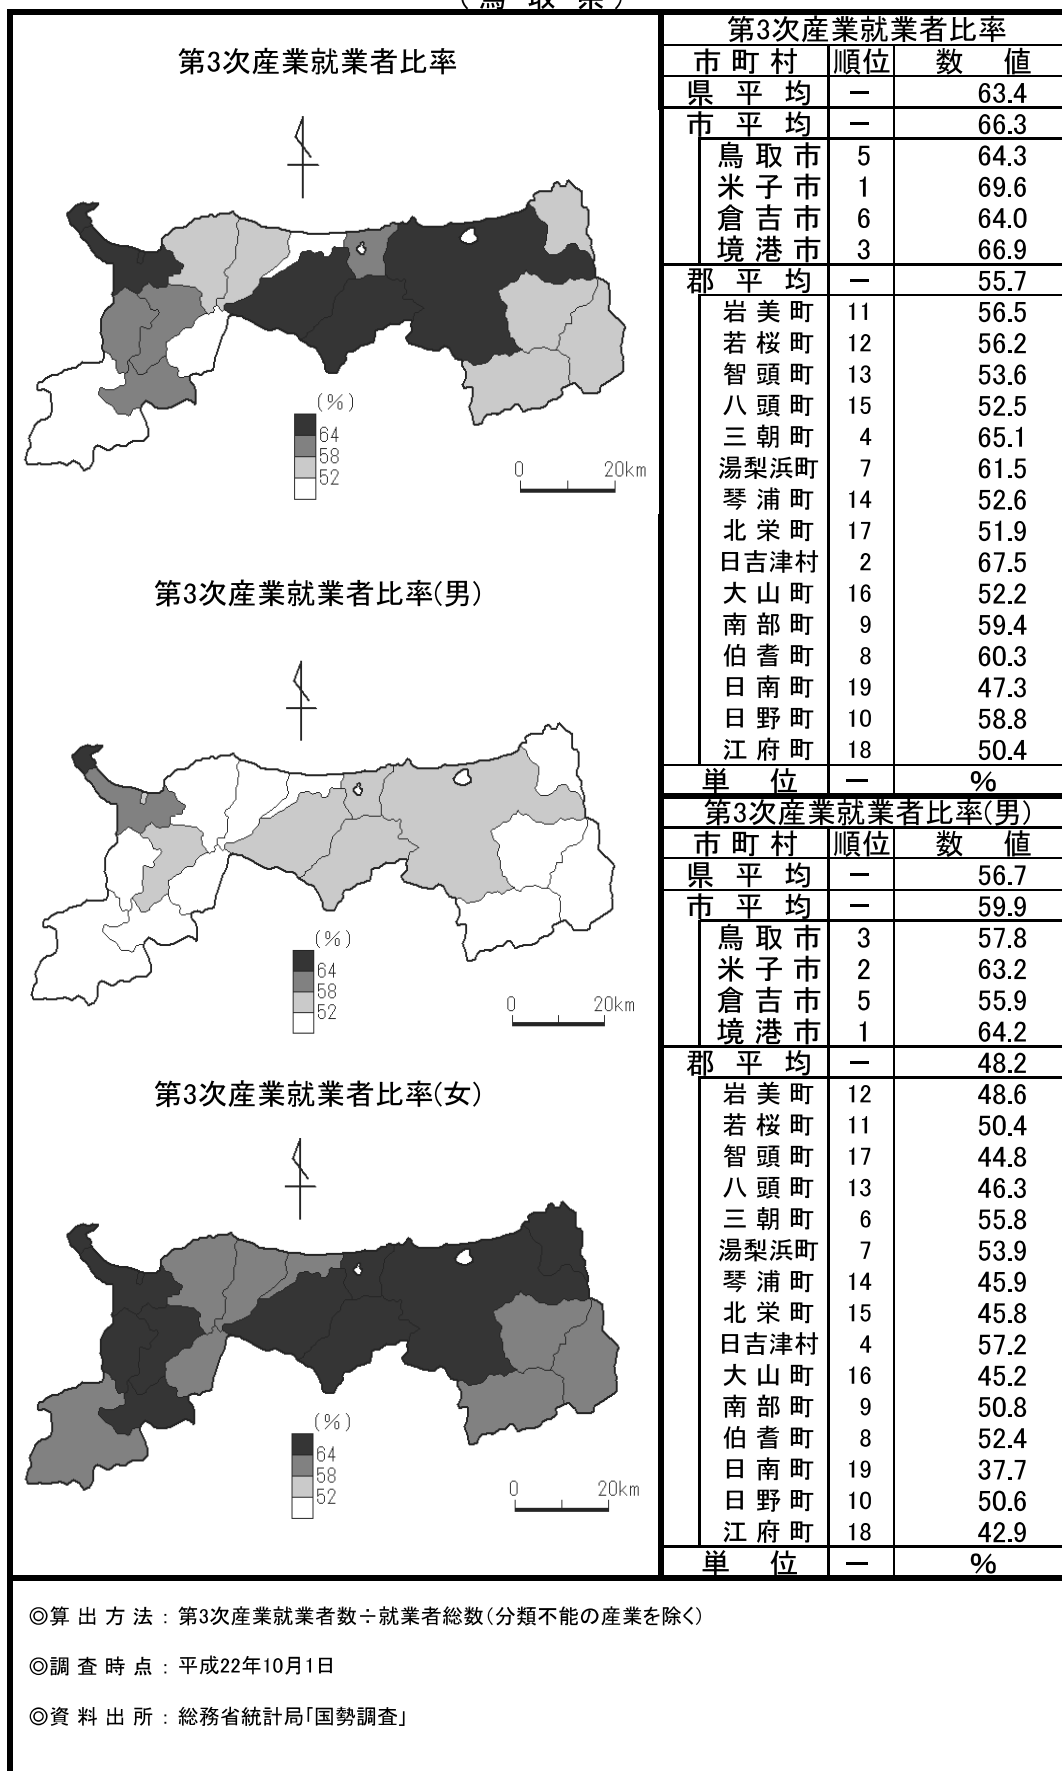 (鳥取県)
第3次産業就業者比率
(%)
64
58
52
0 20km
第3次産業就業者比率(男)
(%)
64
58
52
0 20km
第3次産業就業者比率(女)
(%)
64
58
52
0 20km
第3次産業就業者比率
市町村 順位 数値
県平均 － 63.4
市平均 － 66.3
鳥取市 5 64.3
米子市 1 69.6
倉吉市 6 64.0
境港市 3 66.9
郡平均 － 55.7
岩美町 11 56.5
若桜町 12 56.2
智頭町 13 53.6
八頭町 15 52.5
三朝町 4 65.1
湯梨浜町 7 61.5
琴浦町 14 52.6
北栄町 17 51.9
日吉津村 2 67.5
大山町 16 52.2
南部町 9 59.4
伯耆町 8 60.3
日南町 19 47.3
日野町 10 58.8
江府町 18 50.4
単位 － %
第3次産業就業者比率(男)
市町村 順位 数値
県平均 － 56.7
市平均 － 59.9
鳥取市 3 57.8
米子市 2 63.2
倉吉市 5 55.9
境港市 1 64.2
郡平均 － 48.2
岩美町 12 48.6
若桜町 11 50.4
智頭町 17 44.8
八頭町 13 46.3
三朝町 6 55.8
湯梨浜町 7 53.9
琴浦町 14 45.9
北栄町 15 45.8
日吉津村 4 57.2
大山町 16 45.2
南部町 9 50.8
伯耆町 8 52.4
日南町 19 37.7
日野町 10 50.6
江府町 18 42.9
単位 － %
◎算出方法：第3次産業就業者数÷就業者総数(分類不能の産業を除く)
◎調査時点：平成22年10月1日
◎資料出所：総務省統計局「国勢調査」